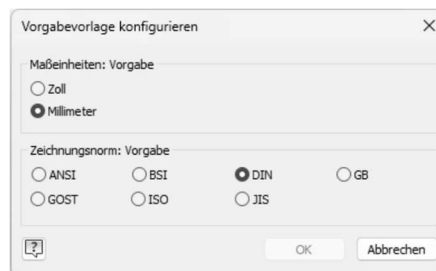 Vorgabevorlage konfigurieren
Maßeinheiten: Vorgabe
Zoll
Millimeter
Zeichnungsnorm: Vorgabe
ANSI BSI DIN GB
GOST ISO JIS
? OK Abbrechen